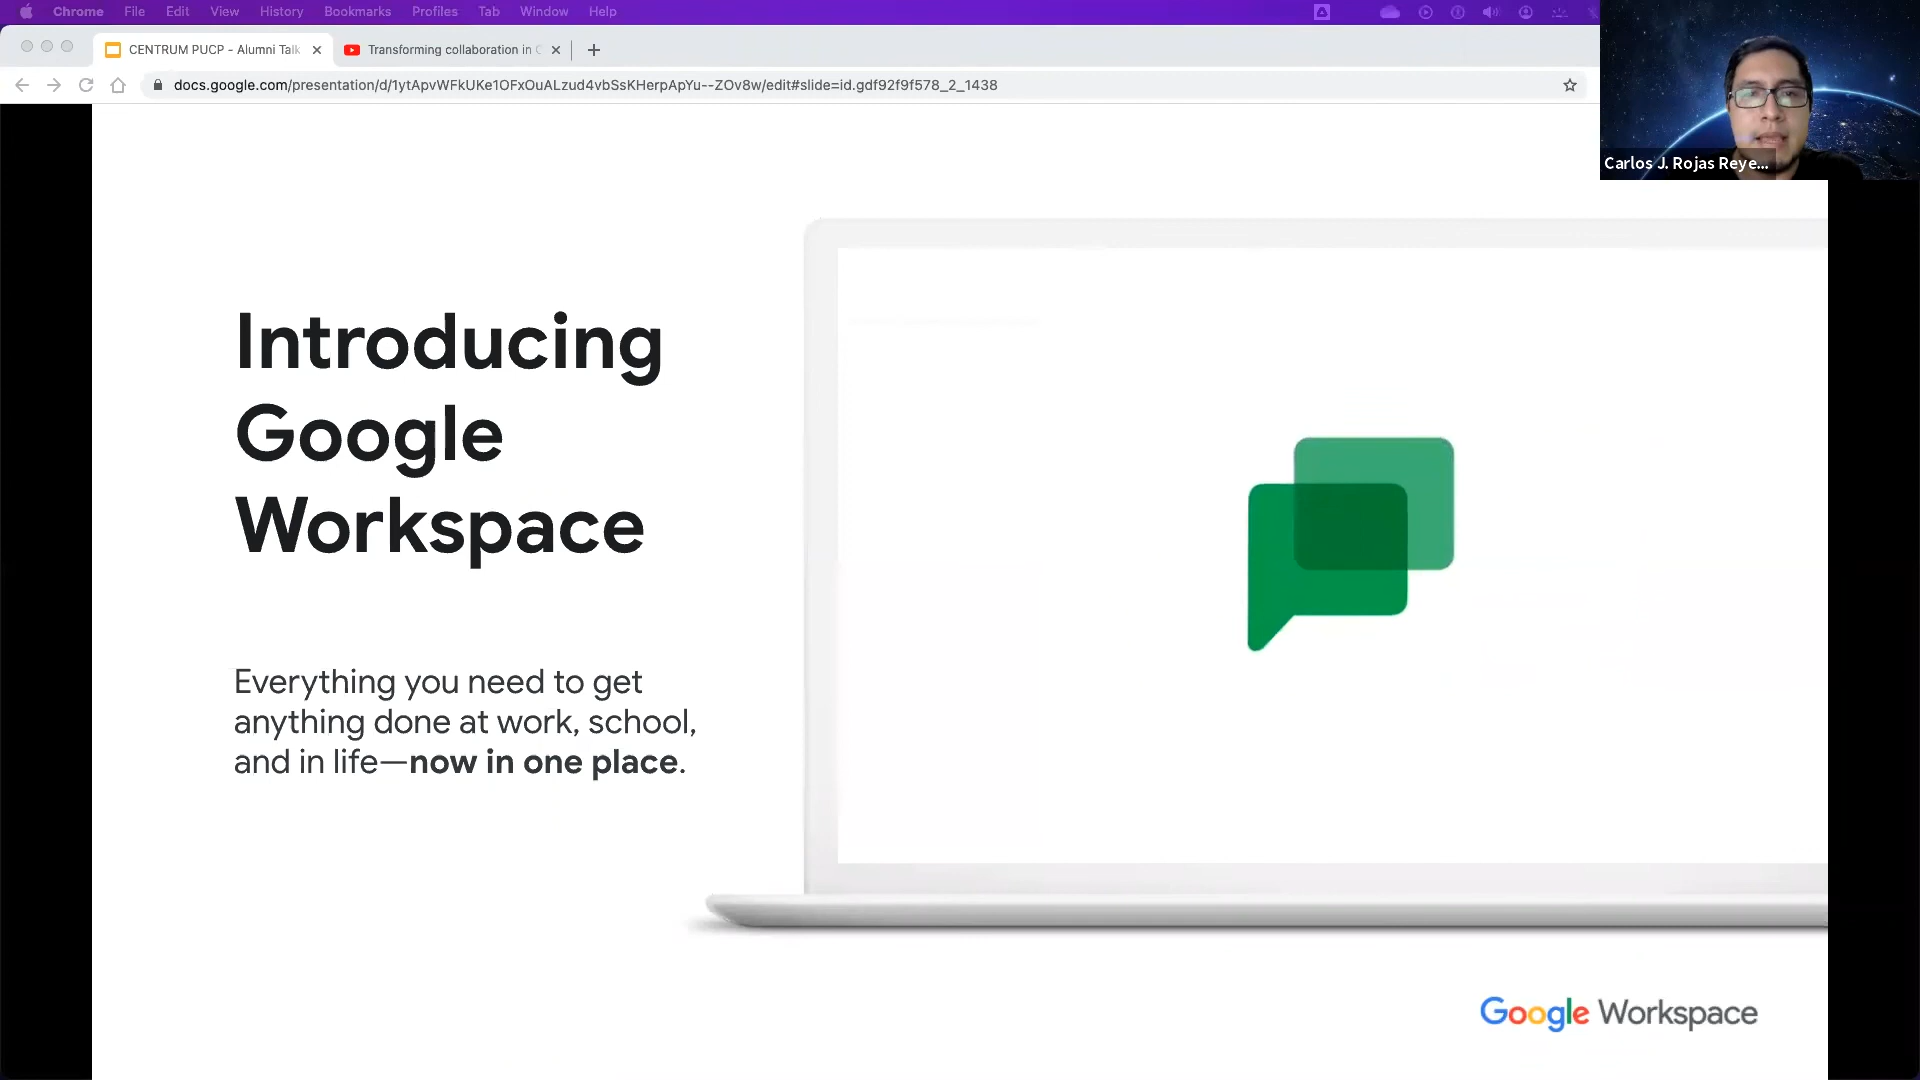 Chrome File Edit View History Bookmarks Profiles Tab Window Help
CENTRUM PUCP - Alumni Talk
Transforming collaboration in
docs.google.com/presentation/d/1ytApvWFkUKe1OFxOuALzud4vbSsKHerpApYu--ZOv8w/edit#slide=id.gdf92f9f578_2_1438
Carlos J. Rojas Reye...
Introducing
Google
Workspace
Everything you need to get
anything done at work, school,
and in life—now in one place.
Google Workspace